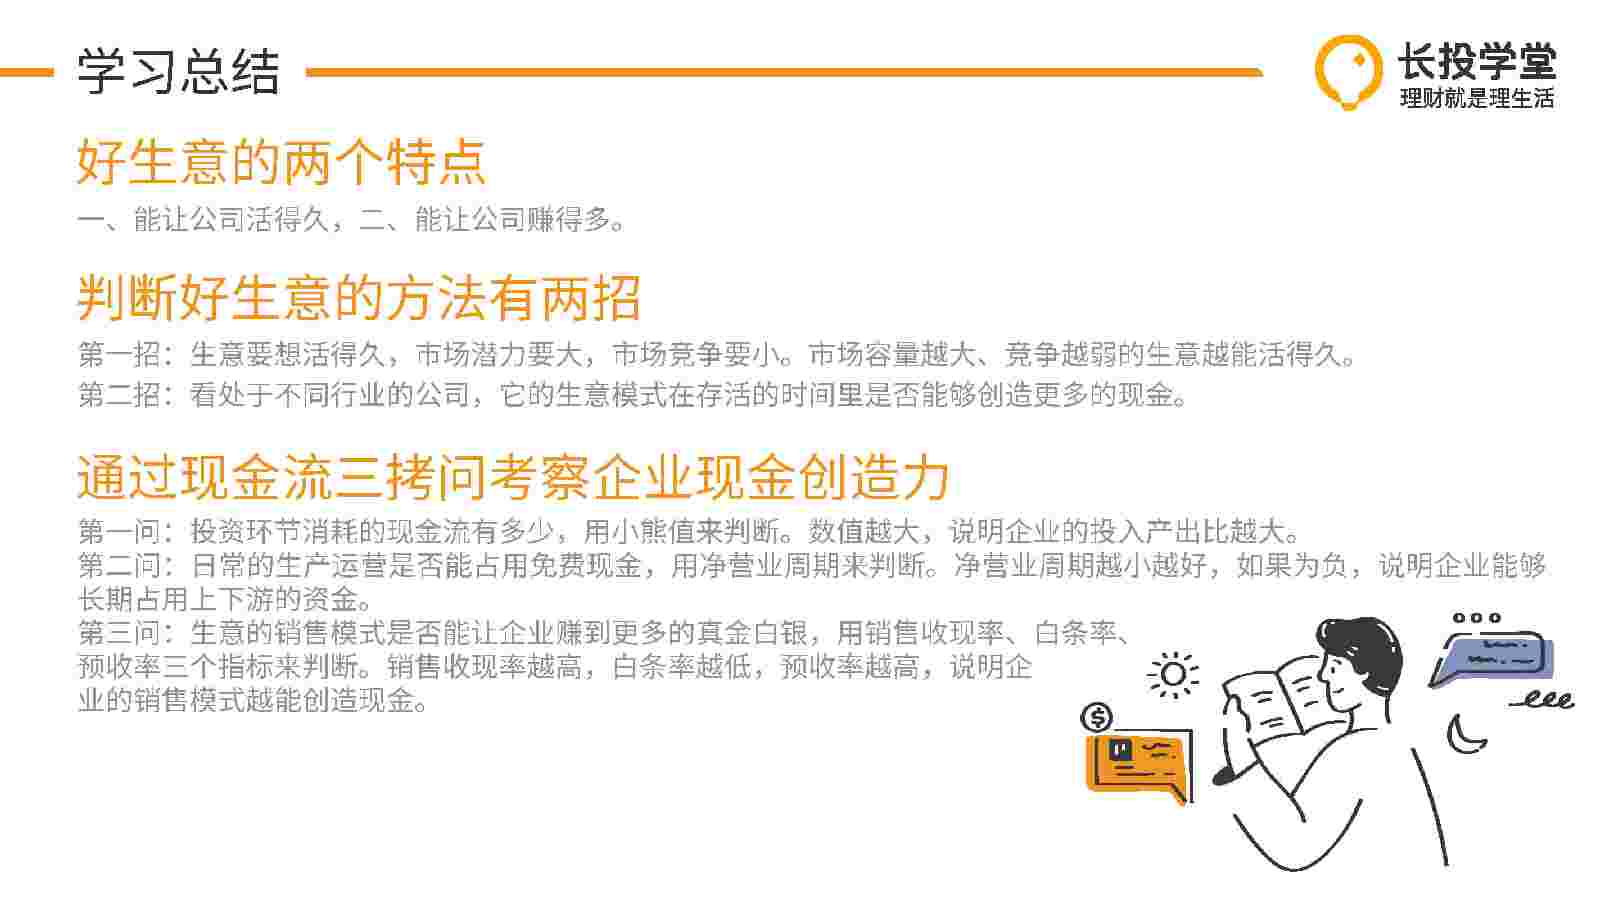 学习总结
长投学堂
理财就是理生活
好生意的两个特点
一、能让公司活得久，二、能让公司赚得多。
判断好生意的方法有两招
第一招：生意要想活得久，市场潜力要大，市场竞争要小。市场容量越大、竞争越弱的生意越能活得久。
第二招：看处于不同行业的公司，它的生意模式在存活的时间里是否能够创造更多的现金。
通过现金流三拷问考察企业现金创造力
第一问：投资环节消耗的现金流有多少，用小熊值来判断。数值越大，说明企业的投入产出比越大。
第二问：日常的生产运营是否能占用免费现金，用净营业周期来判断。净营业周期越小越好，如果为负，说明企业能够
长期占用上下游的资金。
第三问：生意的销售模式是否能让企业赚到更多的真金白银，用销售收现率、白条率、
预收率三个指标来判断。销售收现率越高，白条率越低，预收率越高，说明企
业的销售模式越能创造现金。